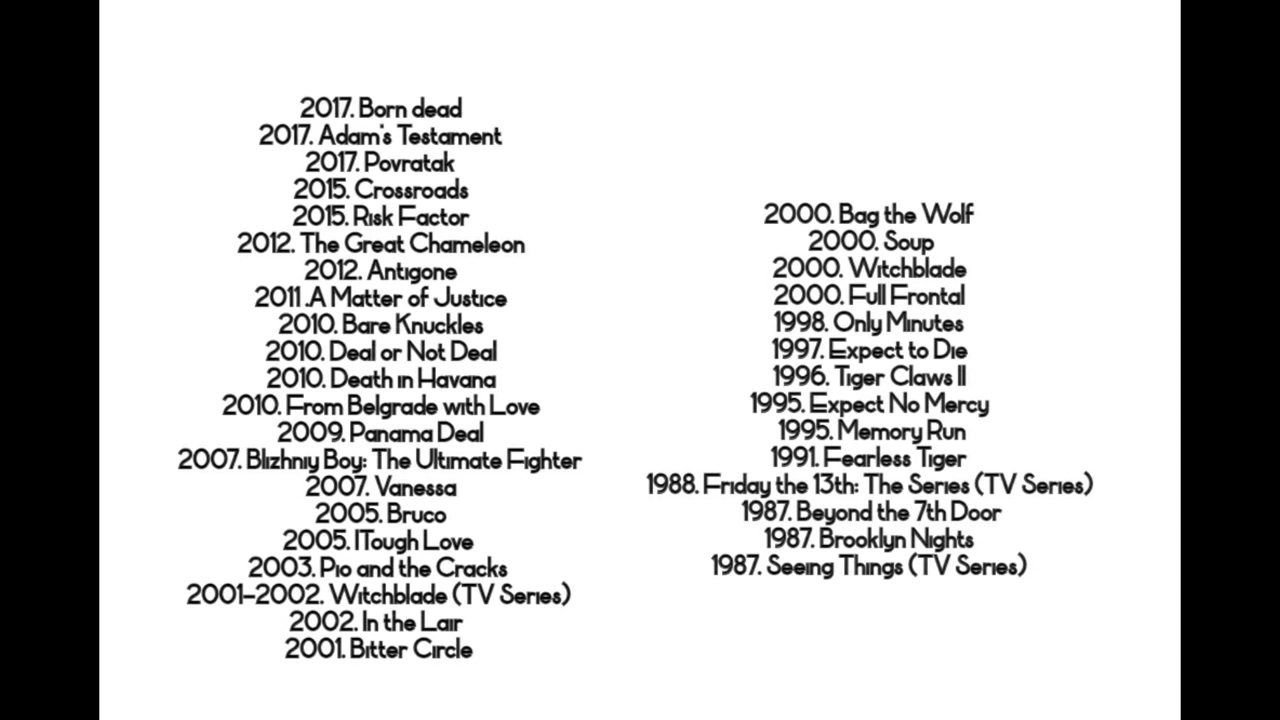 2017. Born dead
2017. Adam's Testament
2017. Povratak
2015. Crossroads
2015. Risk Factor
2012. The Great Chameleon
2012. Antigone
2011 .A Matter of Justice
2010. Bare Knuckles
2010. Deal or Not Deal
2010. Death in Havana
2010. From Belgrade with Love
2009. Panama Deal
2007. Blizhniy Boy: The Ultimate Fighter
2007. Vanessa
2005. Bruco
2005. ITough Love
2003. Pio and the Cracks
2001-2002. Witchblade (TV Series)
2002. In the Lair
2001. Bitter Circle
2000. Bag the Wolf
2000. Soup
2000. Witchblade
2000. Full Frontal
1998. Only Minutes
1997. Expect to Die
1996. Tiger Claws II
1995. Expect No Mercy
1995. Memory Run
1991. Fearless Tiger
1988. Friday the 13th: The Series (TV Series)
1987. Beyond the 7th Door
1987. Brooklyn Nights
1987. Seeing Things (TV Series)